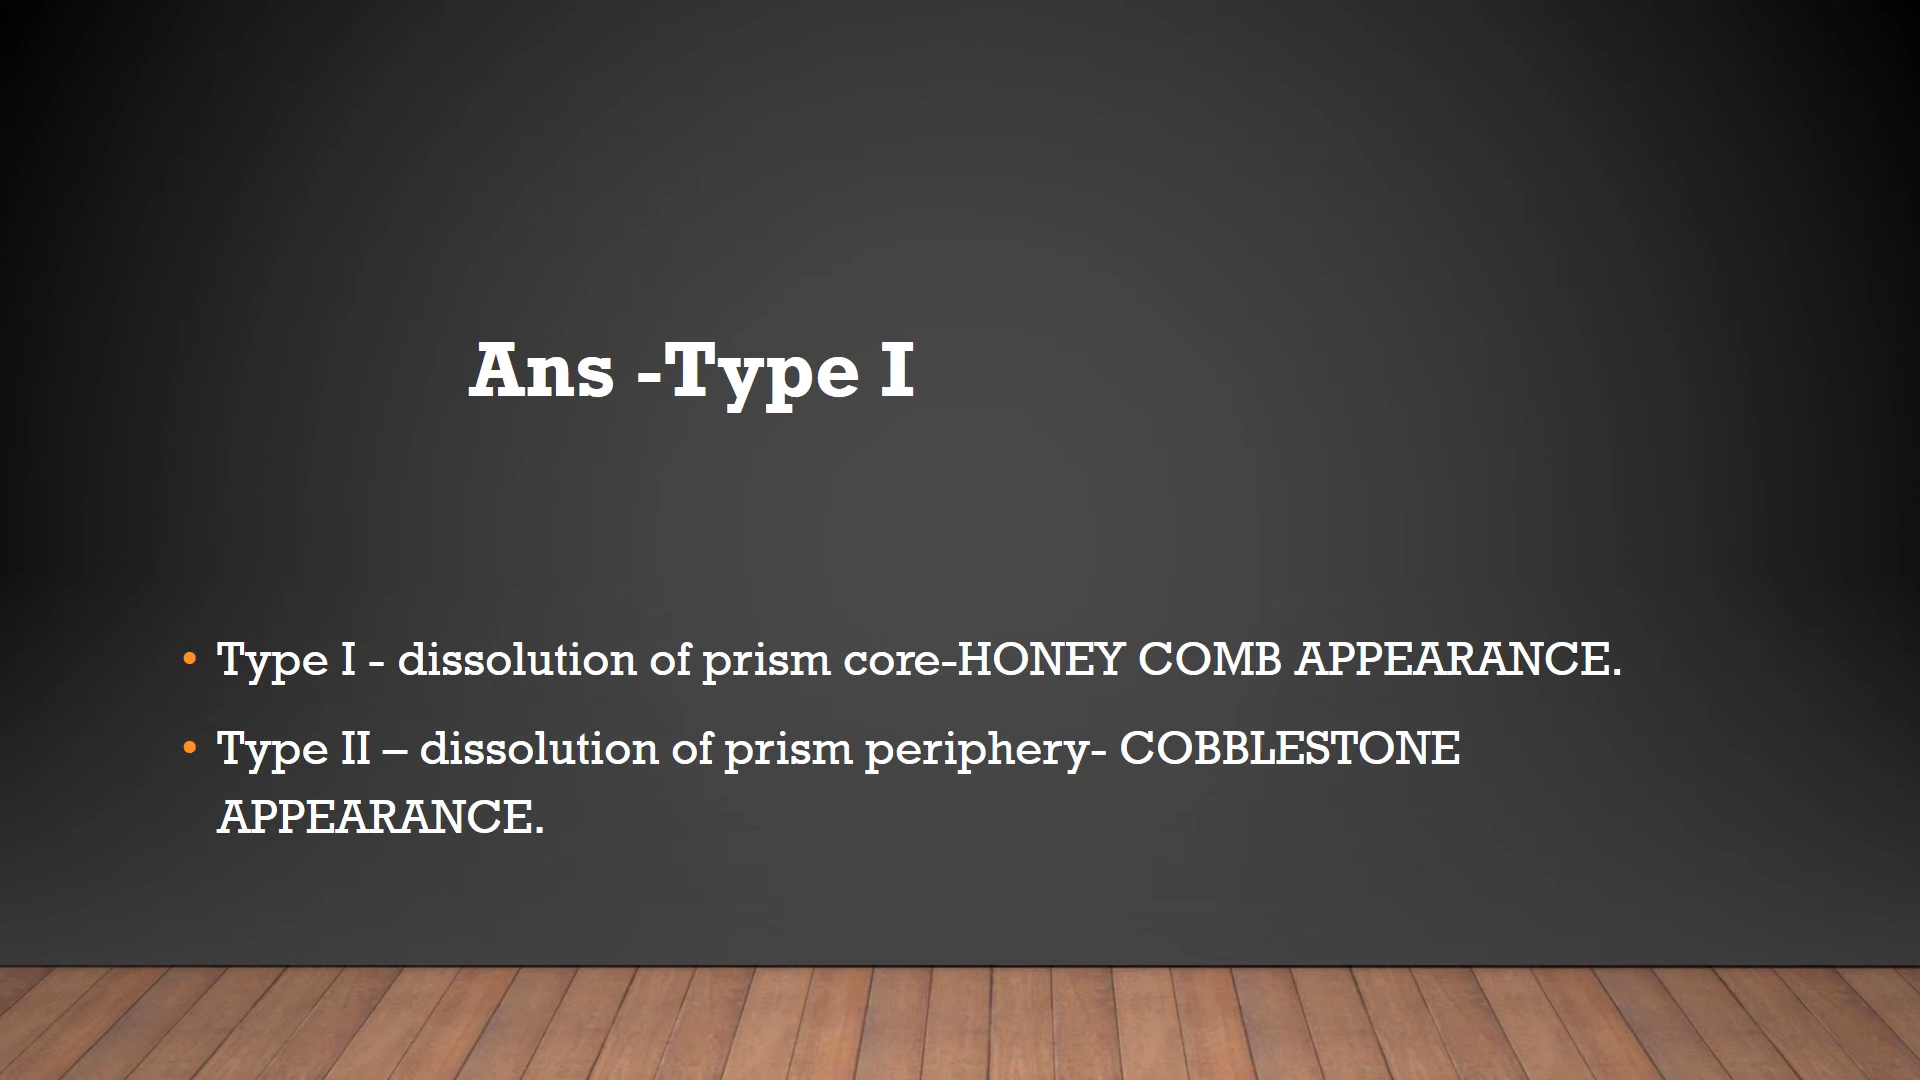 Ans -Type I
• Type I - dissolution of prism core-HONEY COMB APPEARANCE.
• Type II – dissolution of prism periphery- COBBLESTONE
APPEARANCE.